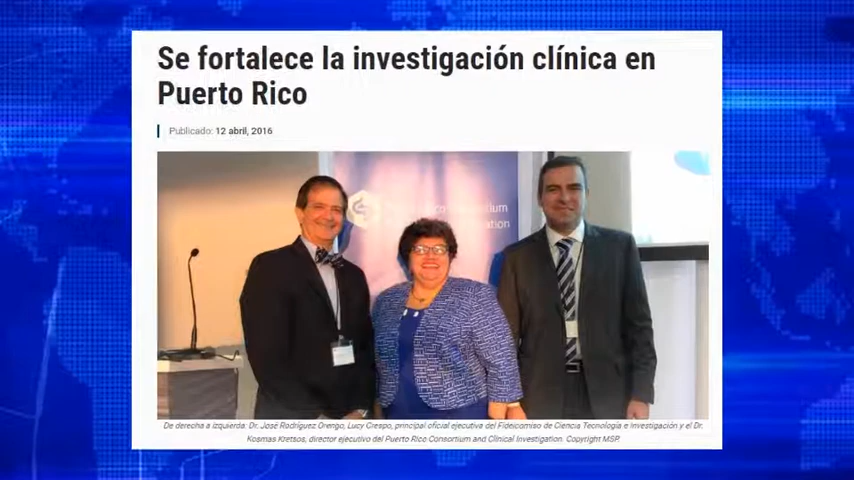 Se fortalece la investigación clínica en
Puerto Rico
Publicado: 12 abril, 2016
De derecha a izquierda: Dr. José Rodríguez Orengo, Lucy Crespo, principal oficial ejecutiva del Fideicomiso de Ciencia Tecnología e Investigación y el Dr.
Kosmas Kretsos, director ejecutivo del Puerto Rico Consortium and Clinical Investigation. Copyright MSP.